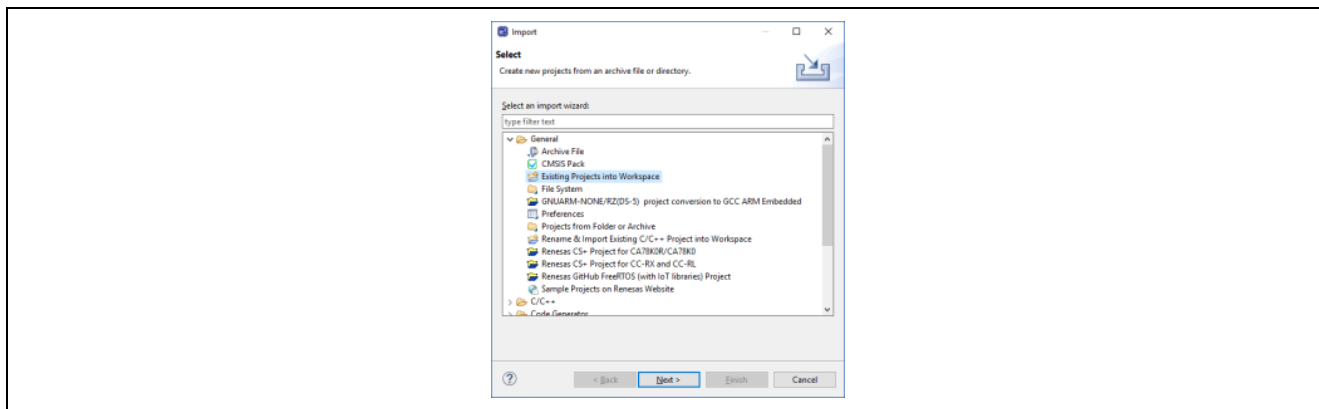 Import
Select
Create new projects from an archive file or directory.
Select an import wizard:
type filter text
General
Archive File
CMSIS Pack
Existing Projects into Workspace
File System
GNUARM-NONE/RZ(DS-5) project conversion to GCC ARM Embedded
Preferences
Projects from Folder or Archive
Rename & Import Existing C/C++ Project into Workspace
Renesas CS+ Project for CA78K0R/CA78K0
Renesas CS+ Project for CC-RX and CC-RL
Renesas GitHub FreeRTOS (with IoT libraries) Project
Sample Projects on Renesas Website
C/C++
Code Generator
< Back Next > Finish Cancel